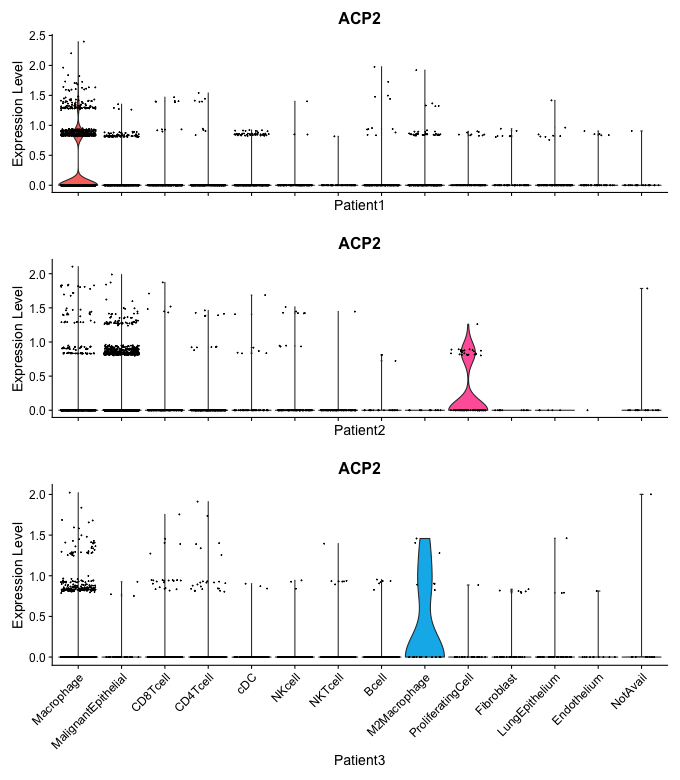 ACP2
Expression Level
2.5
2.0
1.5
1.0
0.5
0.0
Patient1
ACP2
Expression Level
2.0
1.5
1.0
0.5
0.0
Patient2
ACP2
Expression Level
2.0
1.5
1.0
0.5
0.0
Macrophage
MalignantEpithelial
CD8Tcell
CD4Tcell
cDC
NKcell
NKTcell
Bcell
M2Macrophage
ProliferatingCell
Fibroblast
LungEpithelium
Endothelium
NotAvail
Patient3